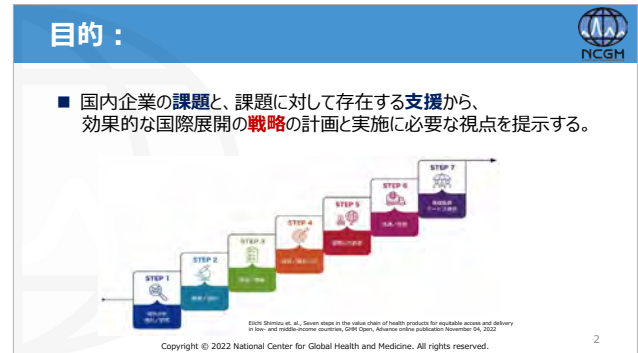 目的：
NCGM
■ 国内企業の課題と、課題に対して存在する支援から、
効果的な国際展開の戦略の計画と実施に必要な視点を提示する。
STEP 7
STEP 6
STEP 5
STEP 4
STEP 3
STEP 2
STEP 1
Eiichi Shimizu et. al., Seven steps in the value chain of health products for equitable access and delivery
in low- and middle-income countries, GHM Open, Advance online publication November 04, 2022
Copyright © 2022 National Center for Global Health and Medicine. All rights reserved.
2